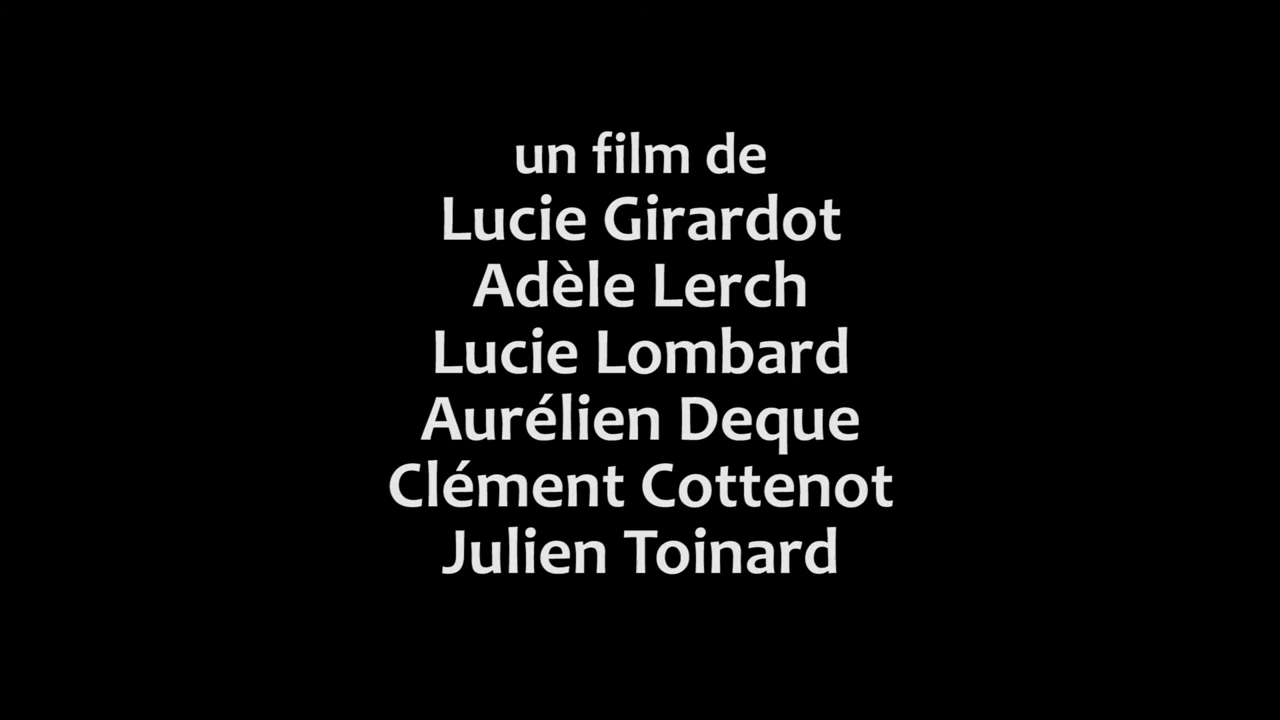 un film de
Lucie Girardot
Adèle Lerch
Lucie Lombard
Aurélien Deque
Clément Cottenot
Julien Toinard